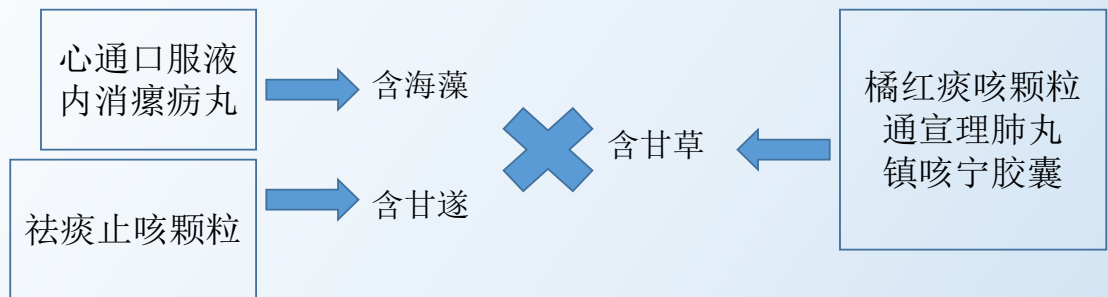 心通口服液
内消瘰疬丸
含海藻
祛痰止咳颗粒
含甘遂
含甘草
橘红痰咳颗粒
通宣理肺丸
镇咳宁胶囊